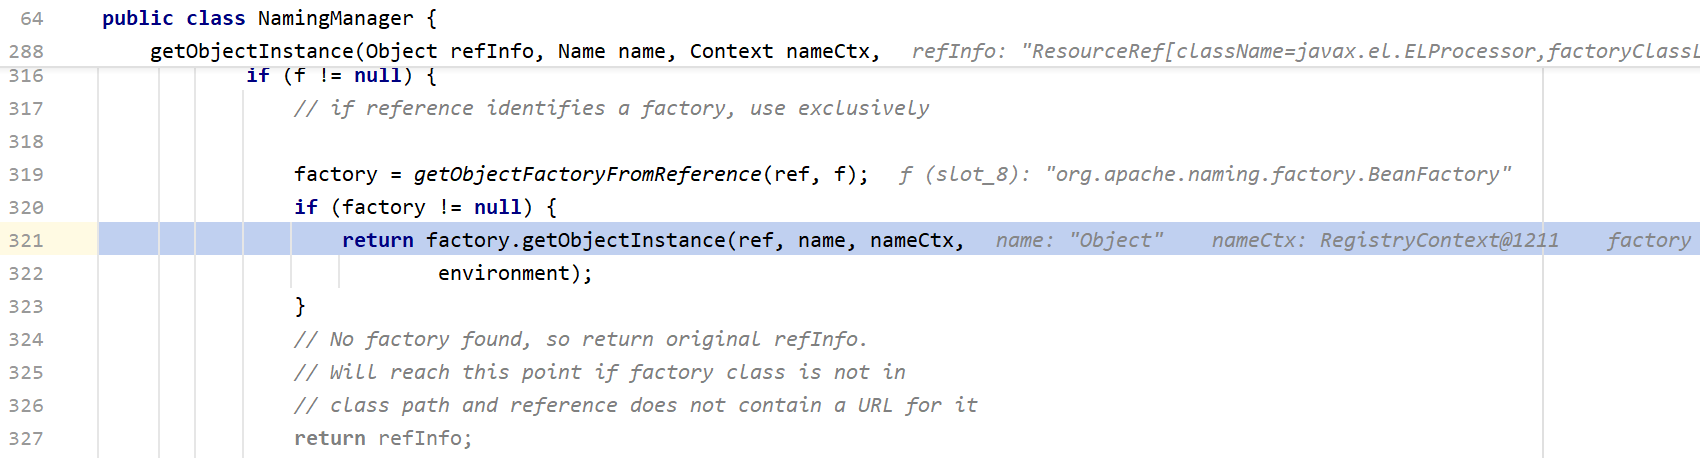 64 public class NamingManager {
288 getObjectInstance(Object refInfo, Name name, Context nameCtx, refInfo: "ResourceRef[className=javax.el.ELProcessor,factoryClassL
316 if (f != null) {
317 // if reference identifies a factory, use exclusively
318
319 factory = getObjectFactoryFromReference(ref, f); f (slot_8): "org.apache.naming.factory.BeanFactory"
320 if (factory != null) {
321 return factory.getObjectInstance(ref, name, nameCtx, name: "Object" nameCtx: RegistryContext@1211 factory
322 environment);
323 }
324 // No factory found, so return original refInfo.
325 // Will reach this point if factory class is not in
326 // class path and reference does not contain a URL for it
327 return refInfo;